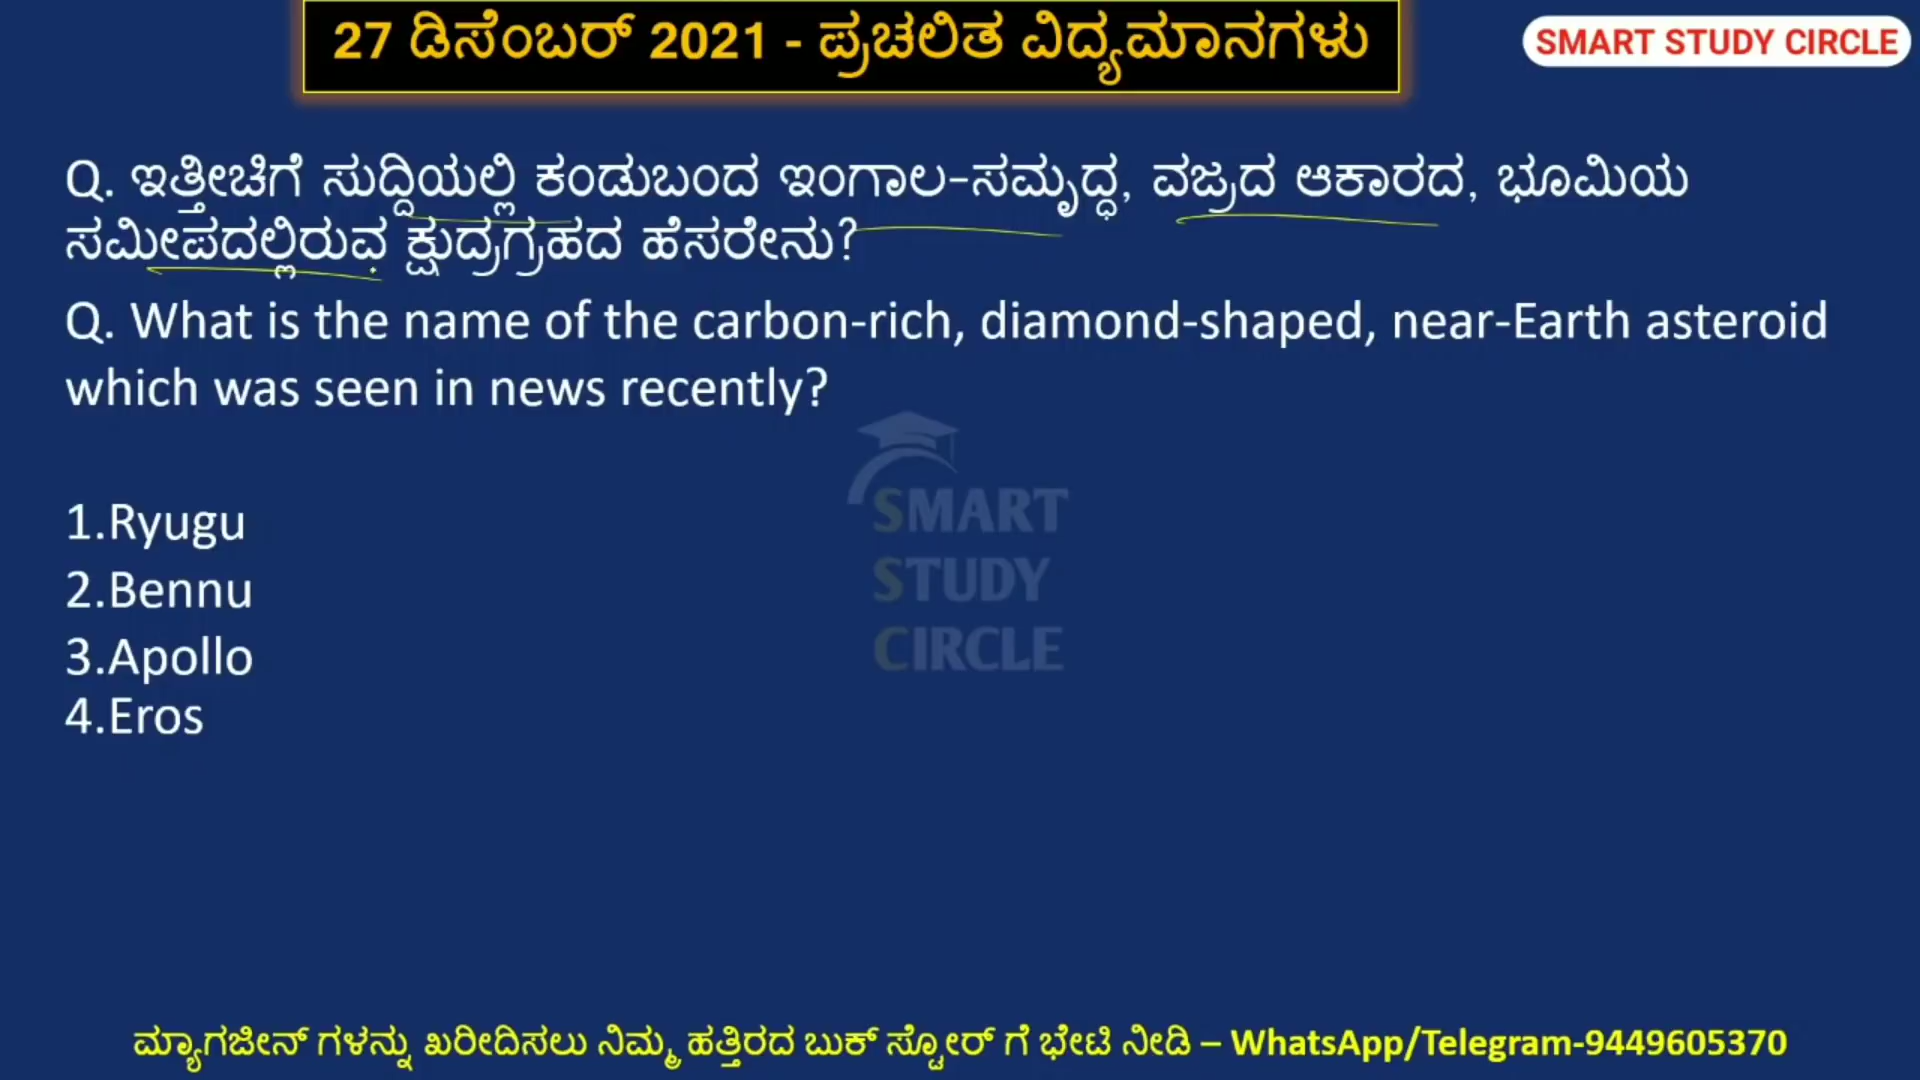 27 ಡಿಸೆಂಬರ್ 2021 - ಪ್ರಚಲಿತ ವಿದ್ಯಮಾನಗಳು
SMART STUDY CIRCLE
Q. ಇತ್ತೀಚಿಗೆ ಸುದ್ದಿಯಲ್ಲಿ ಕಂಡುಬಂದ ಇಂಗಾಲ-ಸಮೃದ್ಧ, ವಜ್ರದ ಆಕಾರದ, ಭೂಮಿಯ
ಸಮೀಪದಲ್ಲಿರುವ ಕ್ಷುದ್ರಗ್ರಹದ ಹೆಸರೇನು?
Q. What is the name of the carbon-rich, diamond-shaped, near-Earth asteroid
which was seen in news recently?
SMART
STUDY
CIRCLE
1.Ryugu
2.Bennu
3.Apollo
4.Eros
ಮ್ಯಾಗಜೀನ್ ಗಳನ್ನು ಖರೀದಿಸಲು ನಿಮ್ಮ ಹತ್ತಿರದ ಬುಕ್ ಸ್ಟೋರ್ ಗೆ ಭೇಟಿ ನೀಡಿ – WhatsApp/Telegram-9449605370